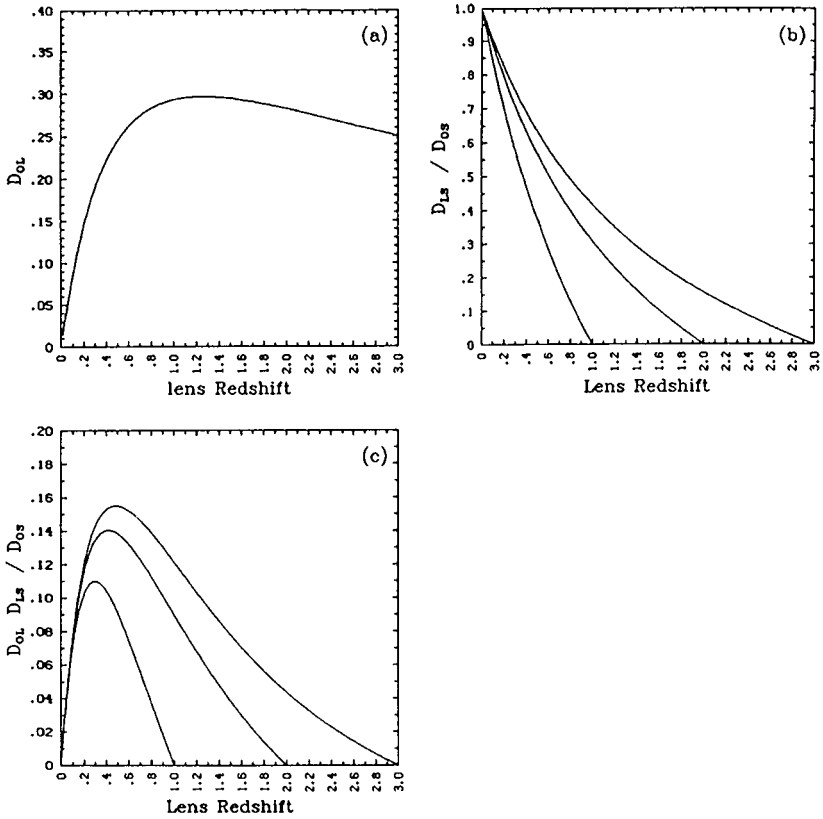 (a)
.40
.35
.30
.25
.20
.15
.10
.05
0
D_OL
0 .2 .4 .6 .8 1.0 1.2 1.4 1.6 1.8 2.0 2.2 2.4 2.6 2.8 3.0
lens Redshift
(b)
1.0
.9
.8
.7
.6
.5
.4
.3
.2
.1
0
D_LS / D_OS
0 .2 .4 .6 .8 1.0 1.2 1.4 1.6 1.8 2.0 2.2 2.4 2.6 2.8 3.0
Lens Redshift
(c)
.20
.18
.16
.14
.12
.10
.08
.06
.04
.02
0
D_OL D_LS / D_OS
0 .2 .4 .6 .8 1.0 1.2 1.4 1.6 1.8 2.0 2.2 2.4 2.6 2.8 3.0
Lens Redshift